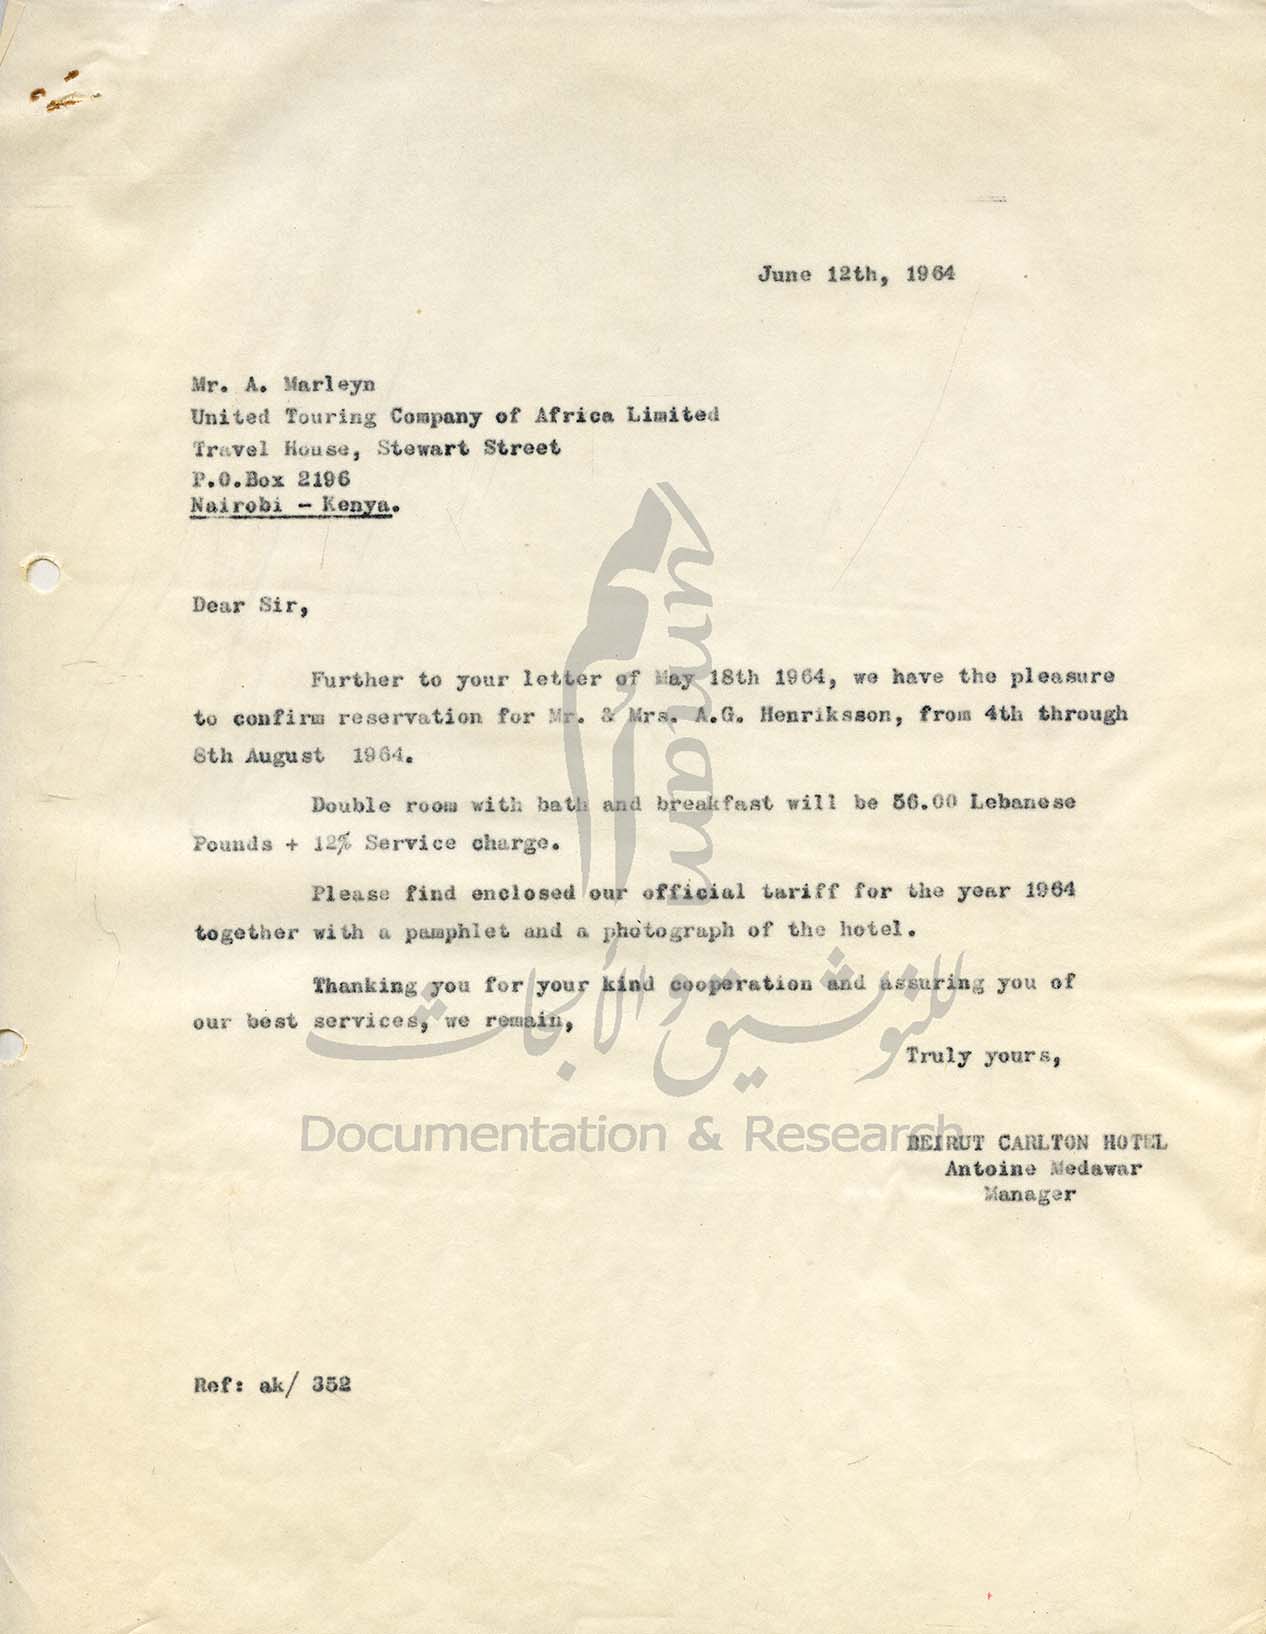 June 12th, 1964
Mr. A. Marleyn
United Touring Company of Africa Limited
Travel House, Stewart Street
P.O.Box 2196
Nairobi - Kenya.
Dear Sir,
Further to your letter of May 18th 1964, we have the pleasure
to confirm reservation for Mr. & Mrs. A.G. Henriksson, from 4th through
8th August 1964.
Double room with bath and breakfast will be 56.00 Lebanese
Pounds + 12% Service charge.
Please find enclosed our official tariff for the year 1964
together with a pamphlet and a photograph of the hotel.
Thanking you for your kind cooperation and assuring you of
our best services, we remain,
Truly yours,
BEIRUT CARLTON HOTEL
Antoine Medawar
Manager
Ref: ak/ 352
umam
للتوثيق والأبحاث
Documentation & Research